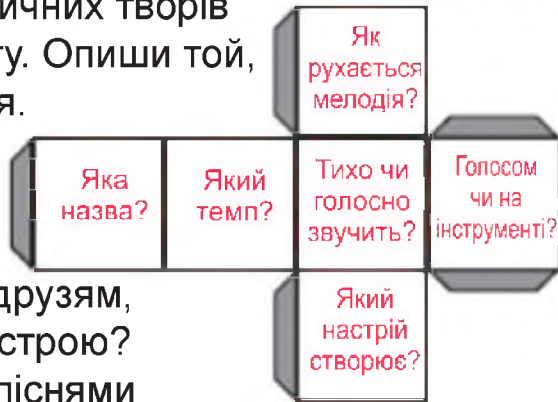 ичних творів
ту. Опиши той,
ся.
Як
рухається
мелодія?
Яка
назва?
Який
темп?
Тихо чи
голосно
звучить?
Голосом
чи на
інструменті?
Який
настрій
створює?
друзям,
строю?
піснями